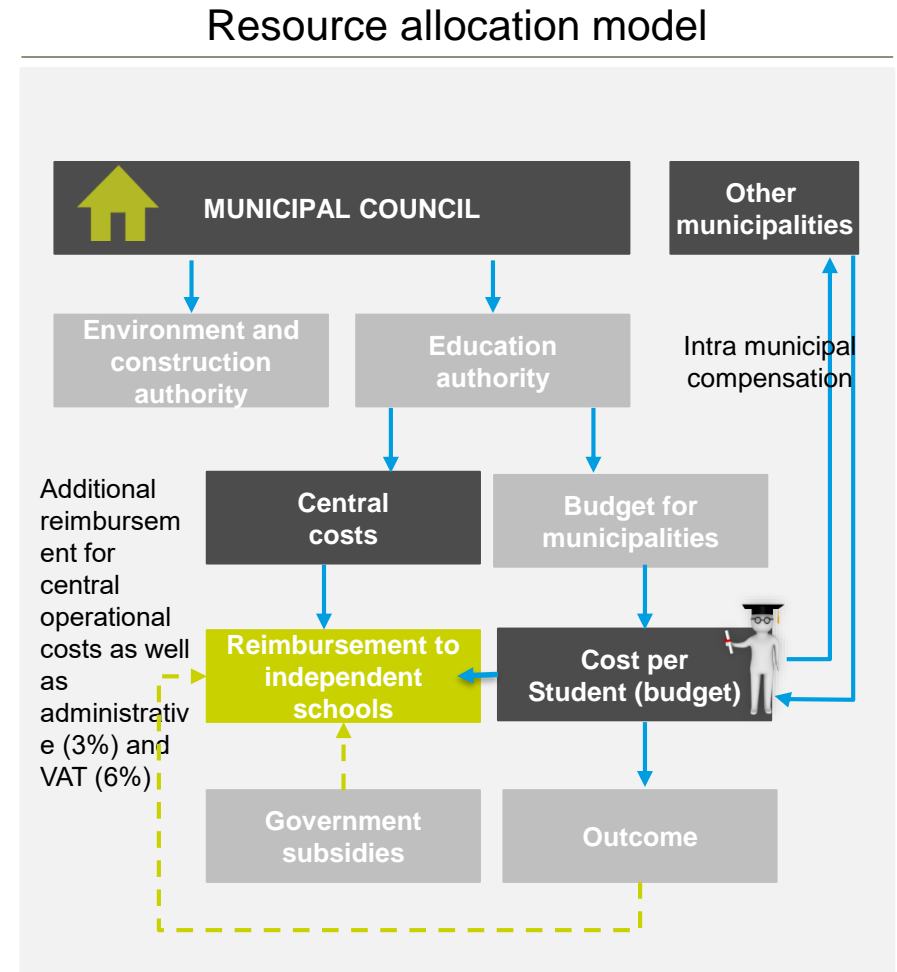 Resource allocation model
MUNICIPAL COUNCIL
Other
municipalities
Environment and
construction
authority
Education
authority
Intra municipal
compensation
Additional
reimbursem
ent for
central
operational
costs as well
as
administrativ
e (3%) and
VAT (6%)
Central
costs
Budget for
municipalities
Reimbursement to
independent
schools
Cost per
Student (budget)
Government
subsidies
Outcome